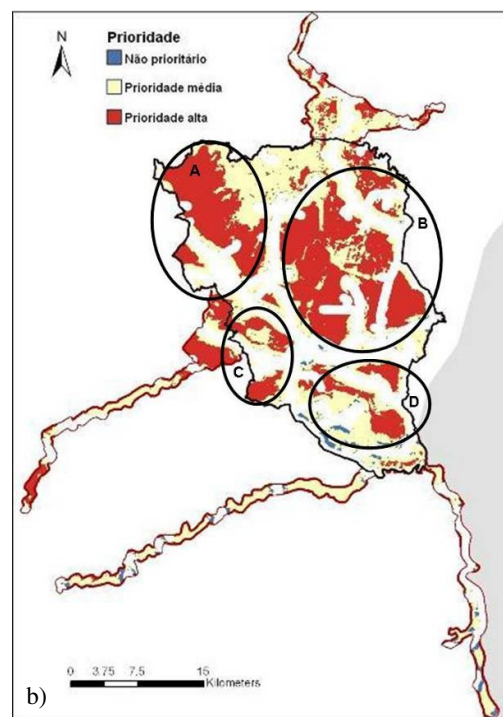 N
Prioridade
Não prioritário
Prioridade média
Prioridade alta
A
B
C
D
0 3.75 7.5 15
Kilometers
b)